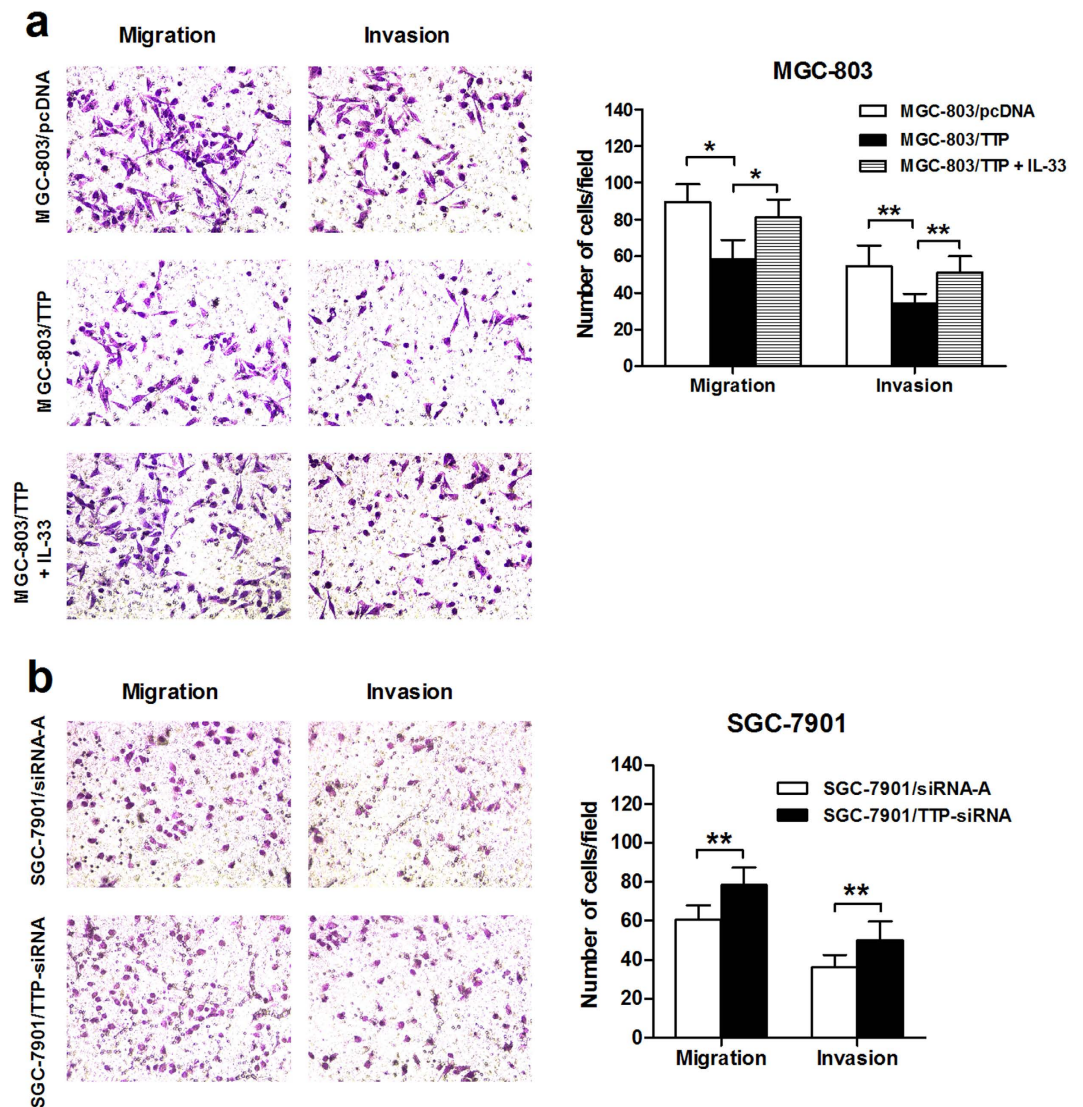 a
Migration
Invasion
MGC-803/pcDNA
MGC-803/TTP
MGC-803/TTP
+ IL-33
MGC-803
MGC-803/pcDNA
MGC-803/TTP
MGC-803/TTP + IL-33
Number of cells/field
140
120
100
80
60
40
20
0
*
*
**
**
Migration
Invasion
b
Migration
Invasion
SGC-7901/siRNA-A
SGC-7901/TTP-siRNA
SGC-7901
SGC-7901/siRNA-A
SGC-7901/TTP-siRNA
Number of cells/field
140
120
100
80
60
40
20
0
**
**
Migration
Invasion